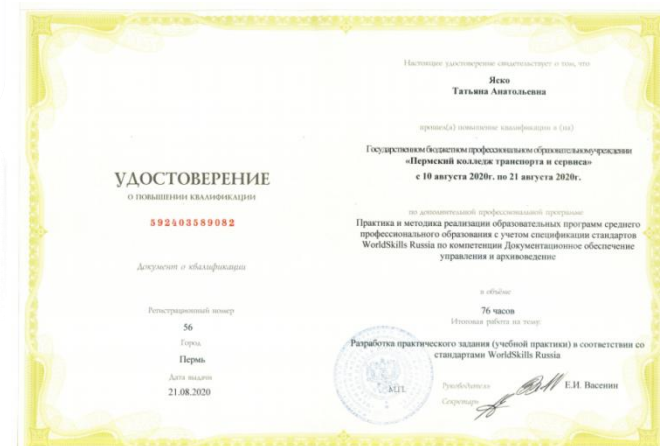 УДОСТОВЕРЕНИЕ
О ПОВЫШЕНИИ КВАЛИФИКАЦИИ
592403589082
Документ о квалификации
Регистрационный номер
56
Город
Пермь
Дата выдачи
21.08.2020
Настоящее удостоверение свидетельствует о том, что
Яско
Татьяна Анатольевна
прошел(а) повышение квалификации в (на)
Государственном бюджетном профессиональном образовательномучреждении
«Пермский колледж транспорта и сервиса»
с 10 августа 2020г. по 21 августа 2020г.
по дополнительной профессиональной программе
Практика и методика реализации образовательных программ среднего
профессионального образования с учетом спецификации стандартов
WorldSkills Russia по компетенции Документационное обеспечение
управления и архивоведение
в объёме
76 часов
Итоговая работа на тему:
Разработка практического задания (учебной практики) в соответствии со
стандартами WorldSkills Russia
М.П.
Руководитель
Е.И. Васенин
Секретарь